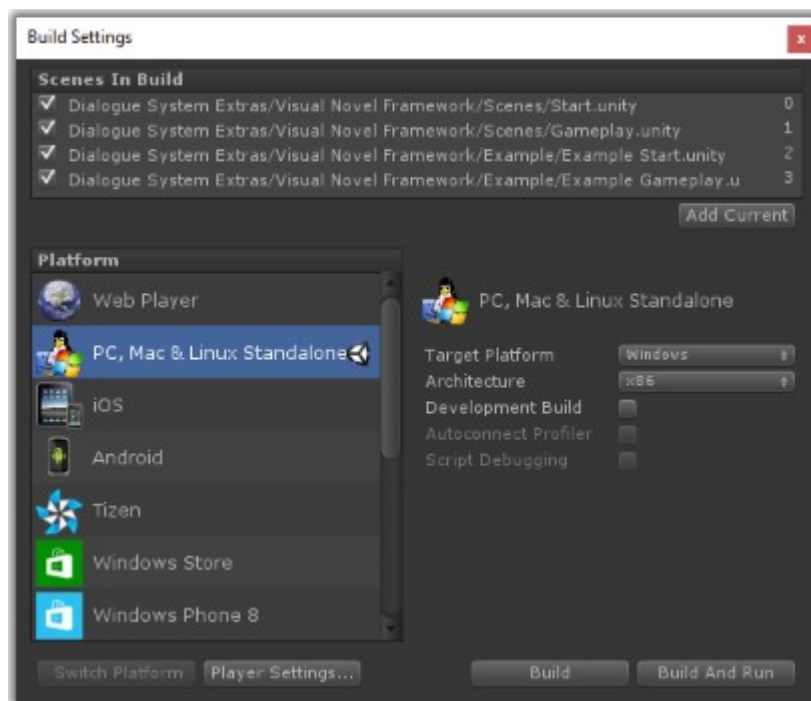 Build Settings
x
Scenes In Build
Dialogue System Extras/Visual Novel Framework/Scenes/Start.unity 0
Dialogue System Extras/Visual Novel Framework/Scenes/Gameplay.unity 1
Dialogue System Extras/Visual Novel Framework/Example/Example Start.unity 2
Dialogue System Extras/Visual Novel Framework/Example/Example Gameplay.u 3
Add Current
Platform
Web Player
PC, Mac & Linux Standalone
iOS
Android
Tizen
Windows Store
Windows Phone 8
PC, Mac & Linux Standalone
Target Platform Windows
Architecture x86
Development Build
Autoconnect Profiler
Script Debugging
Switch Platform Player Settings... Build Build And Run